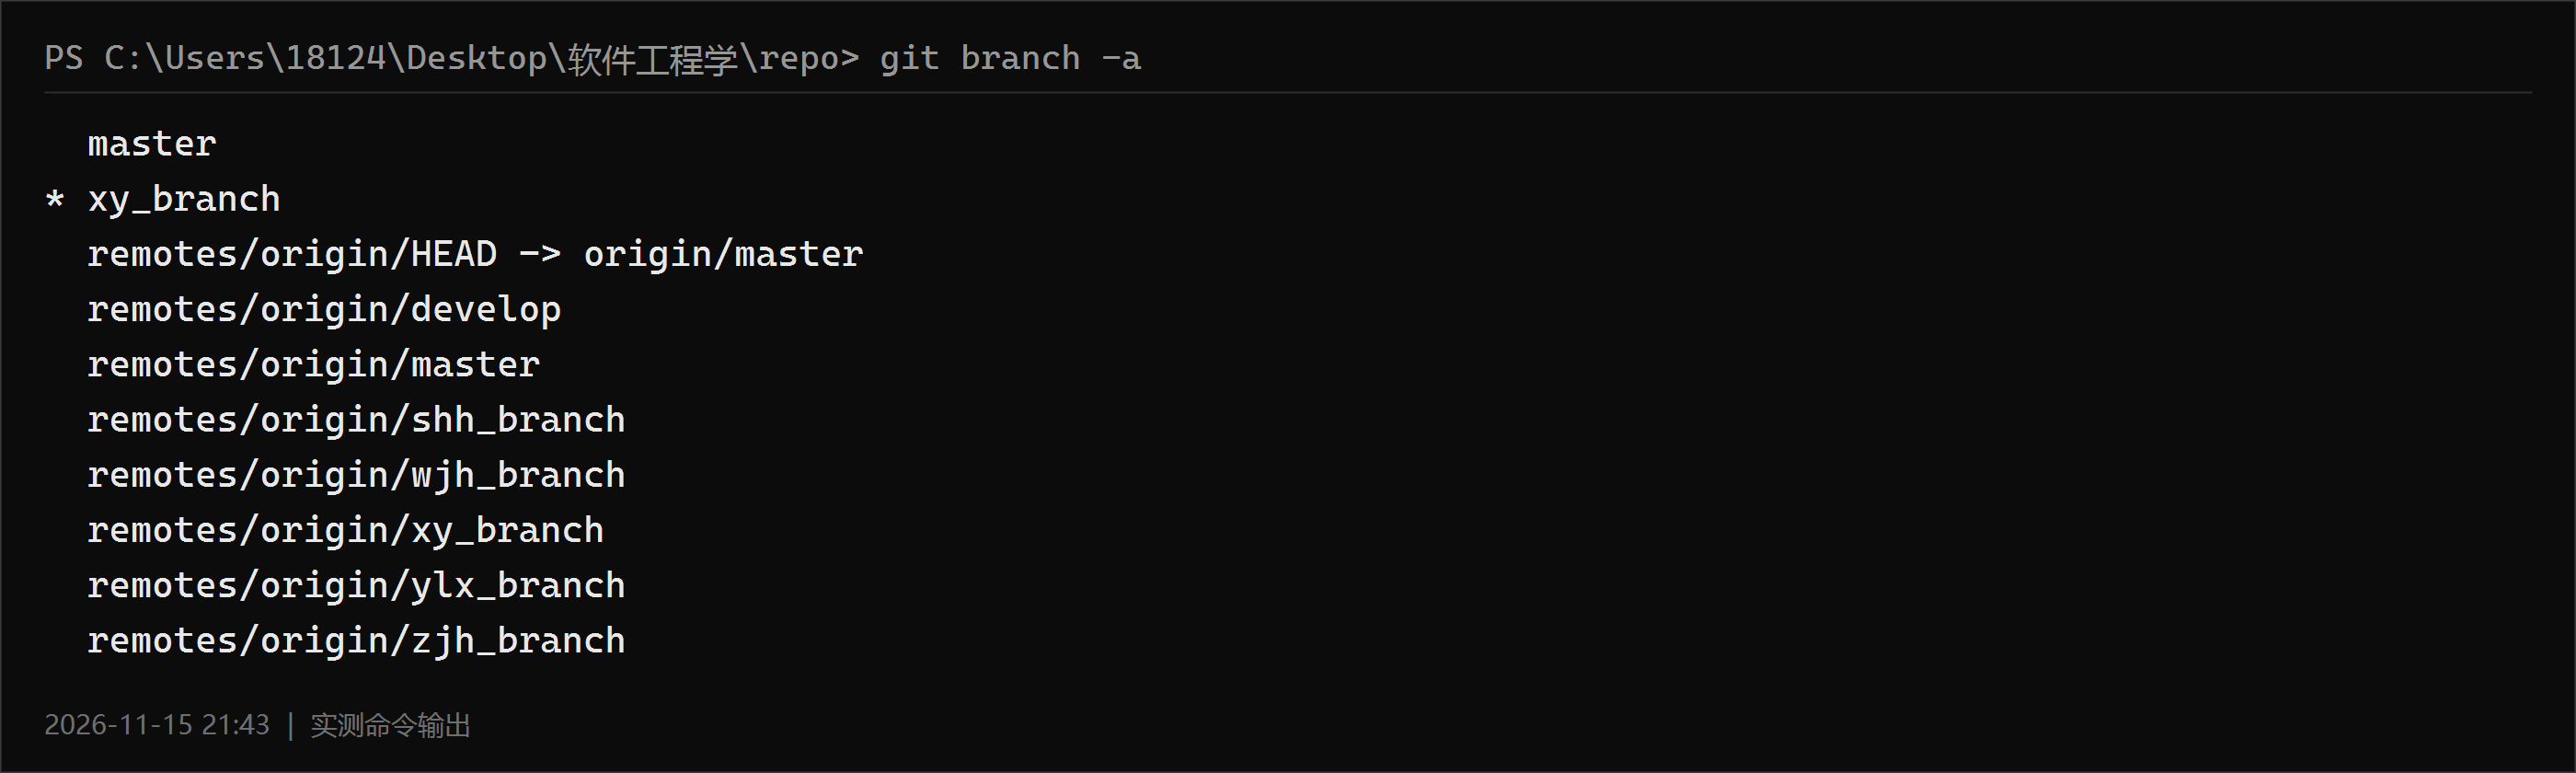 PS C:\Users\18124\Desktop\软件工程学\repo> git branch -a
master
* xy_branch
remotes/origin/HEAD -> origin/master
remotes/origin/develop
remotes/origin/master
remotes/origin/shh_branch
remotes/origin/wjh_branch
remotes/origin/xy_branch
remotes/origin/ylx_branch
remotes/origin/zjh_branch
2026-11-15 21:43 | 实测命令输出